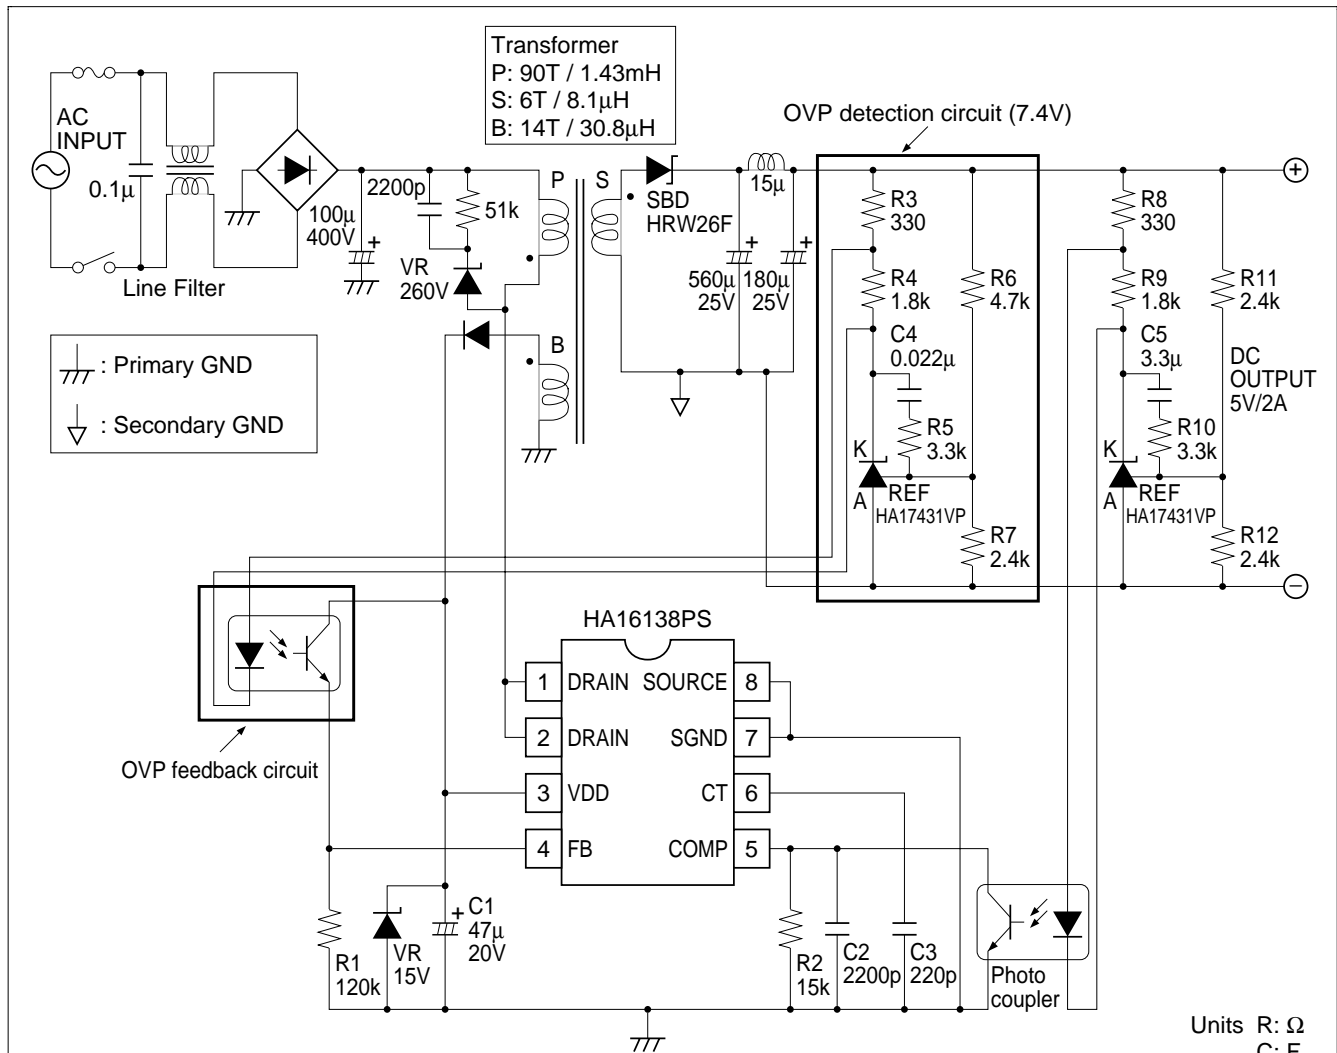 Transformer
P: 90T / 1.43mH
S: 6T / 8.1μH
B: 14T / 30.8μH
OVP detection circuit (7.4V)
AC
INPUT
0.1μ
Line Filter
100μ
400V
2200p
51k
VR
260V
P
S
B
SBD
HRW26F
15μ
560μ
25V
180μ
25V
R3
330
R4
1.8k
C4
0.022μ
R5
3.3k
R6
4.7k
K
A
REF
HA17431VP
R7
2.4k
R8
330
R9
1.8k
C5
3.3μ
R10
3.3k
R11
2.4k
K
A
REF
HA17431VP
R12
2.4k
DC
OUTPUT
5V/2A
: Primary GND
: Secondary GND
OVP feedback circuit
HA16138PS
1 DRAIN
SOURCE 8
2 DRAIN
SGND 7
3 VDD
CT 6
4 FB
COMP 5
R1
120k
VR
15V
C1
47μ
20V
R2
15k
C2
2200p
C3
220p
Photo
coupler
Units R: Ω
C: F